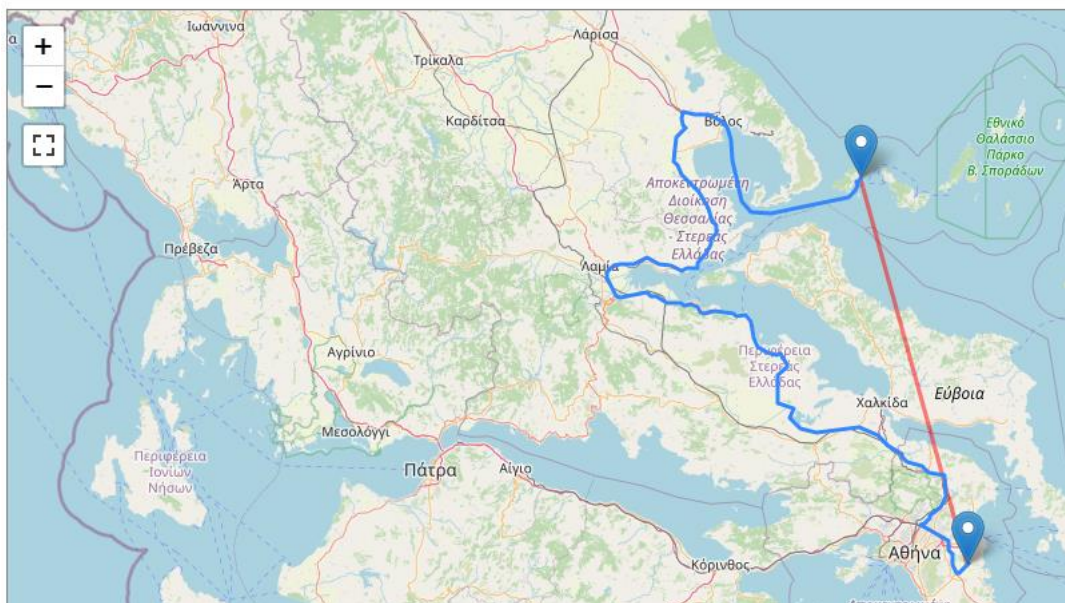 Ιωάννινα
+
−
Λάρισα
Τρίκαλα
Βόλος
Καρδίτσα
Εθνικό
Θαλάσσιο
Πάρκο
Β. Σποράδων
Άρτα
Αποκεντρωμένη
Διοίκηση
Θεσσαλίας
- Στερεάς
Ελλάδας
Πρέβεζα
Λαμία
Αγρίνιο
Περιφέρεια
Στερεάς
Ελλάδας
Εύβοια
Χαλκίδα
Μεσολόγγι
Περιφέρεια
Ιονίων
Νήσων
Πάτρα
Αίγιο
Αθήνα
Κόρινθος